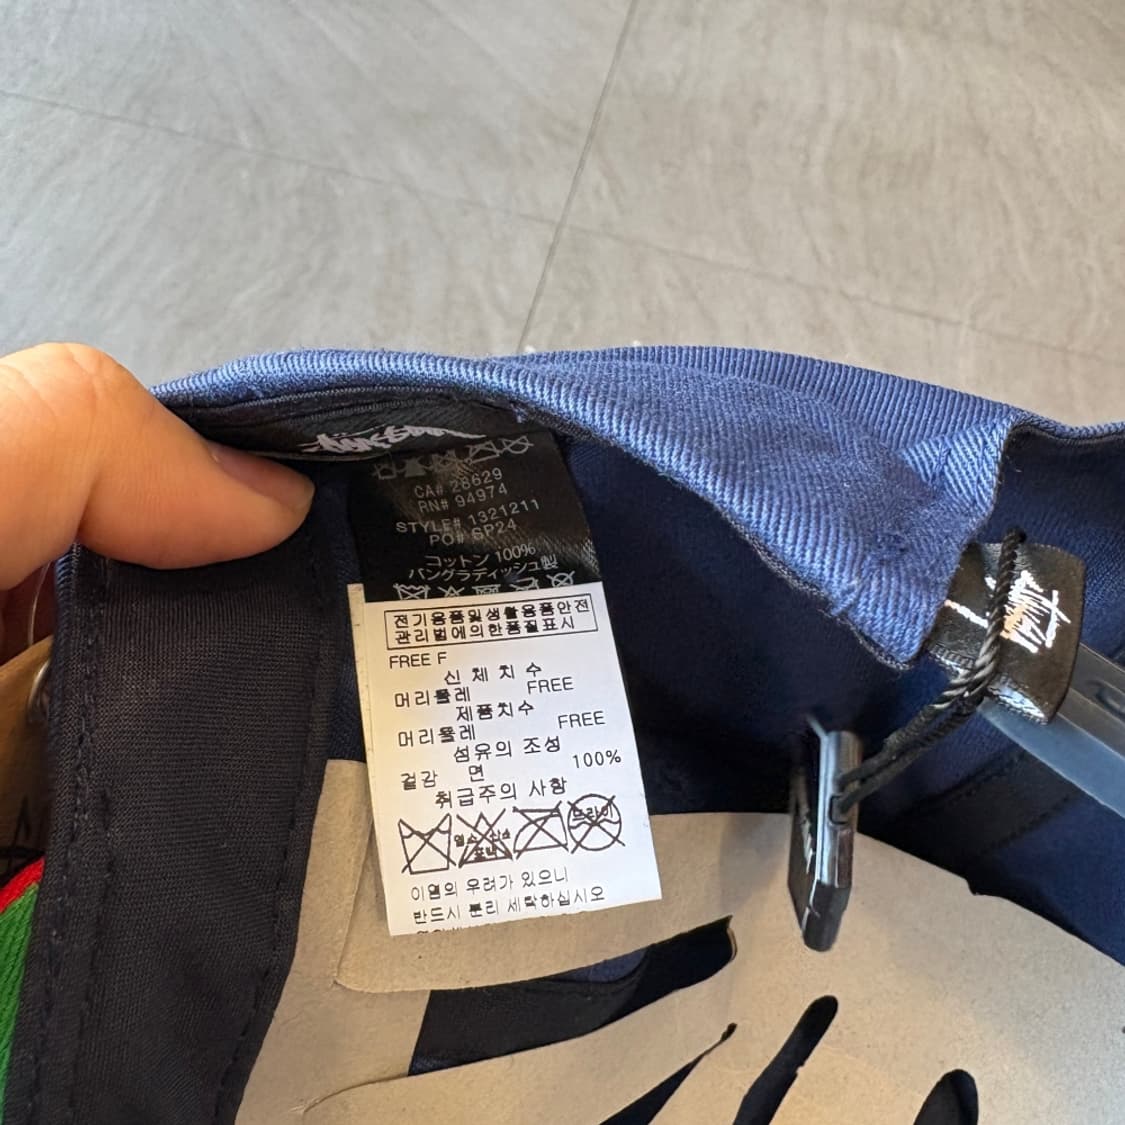 CA# 28629
RN# 94974
STYLE# 1321211
PO# SP24
コットン 100%
バングラディッシュ製
전기용품및생활용품안전
관리법에의한품질표시
FREE F
신 체 치 수
머리둘레 FREE
제품치수
머리둘레 FREE
섬유의 조성
겉감 면 100%
취급주의 사항
드라이
이염의 우려가 있으니
반드시 분리 세탁하십시오